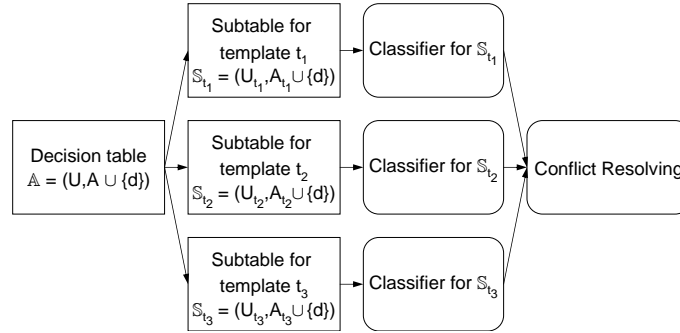 Decision table
𝔸 = (U,A ∪ {d})
Subtable for
template t₁
𝕊ₜ₁ = (Uₜ₁,Aₜ₁∪{d})
Classifier for 𝕊ₜ₁
Subtable for
template t₂
𝕊ₜ₂ = (Uₜ₂,Aₜ₂∪{d})
Classifier for 𝕊ₜ₂
Subtable for
template t₃
𝕊ₜ₃ = (Uₜ₃,Aₜ₃∪{d})
Classifier for 𝕊ₜ₃
Conflict Resolving